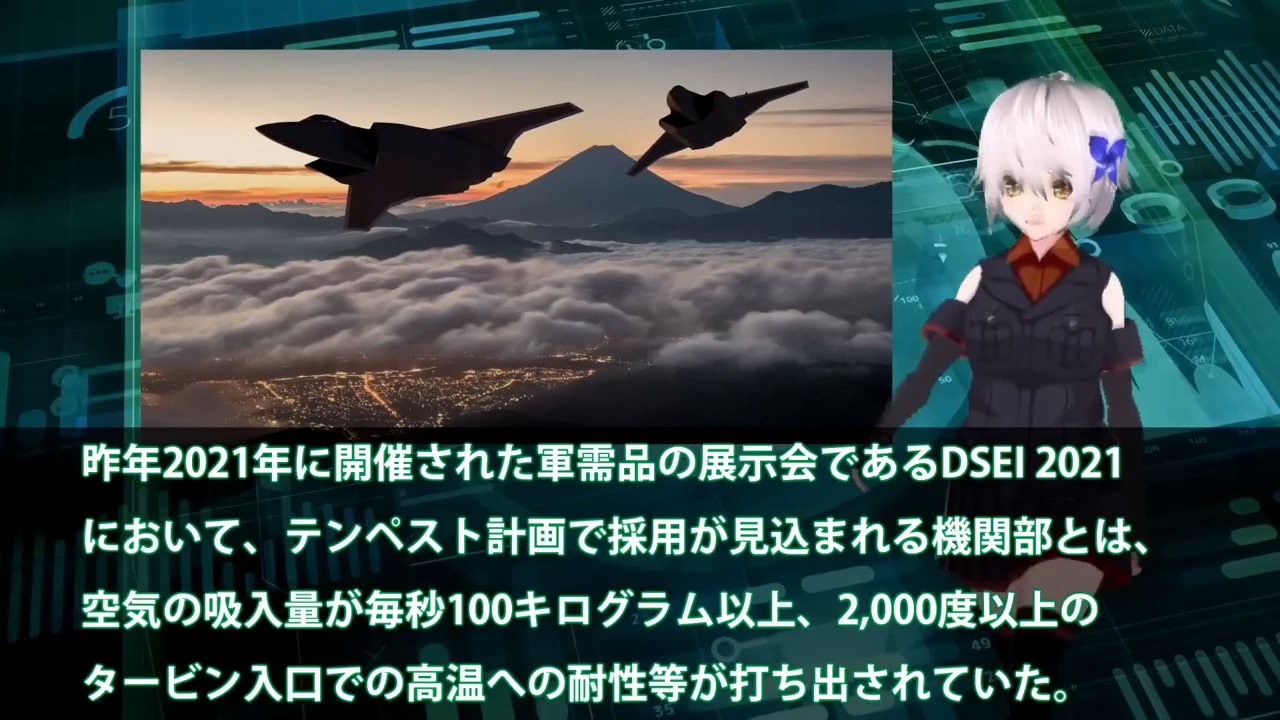 昨年2021年に開催された軍需品の展示会であるDSEI 2021
において、テンペスト計画で採用が見込まれる機関部とは、
空気の吸入量が毎秒100キログラム以上、2,000度以上の
タービン入口での高温への耐性等が打ち出されていた。
DATA
100
50
49
35